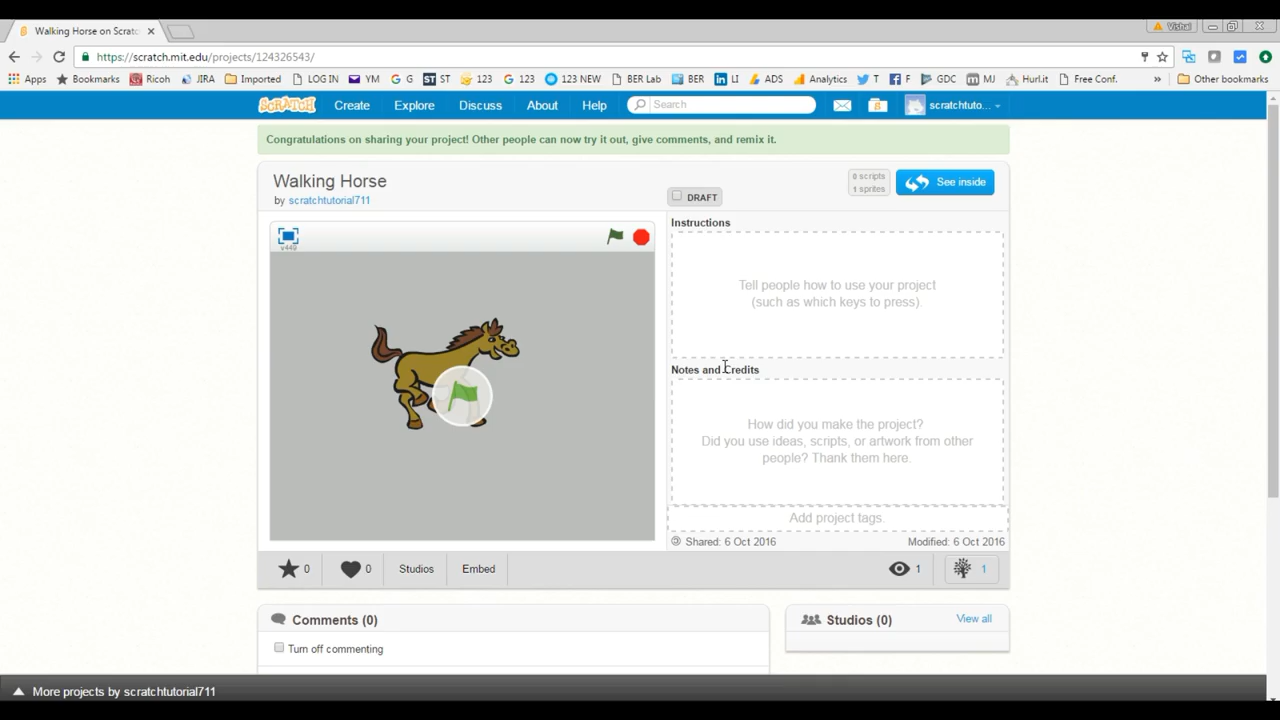 Walking Horse on Scratc
Vishal
https://scratch.mit.edu/projects/124326543/
Apps Bookmarks Ricoh JIRA Imported LOG IN YM G G ST ST 123 G 123 123 NEW BER Lab BER LI ADS Analytics T F GDC MJ Hurl.it Free Conf. » Other bookmarks
SCRATCH Create Explore Discuss About Help Search scratchtuto...
Congratulations on sharing your project! Other people can now try it out, give comments, and remix it.
Walking Horse
by scratchtutorial711
DRAFT
0 scripts
1 sprites
See inside
v449
Instructions
Tell people how to use your project
(such as which keys to press).
Notes and Credits
How did you make the project?
Did you use ideas, scripts, or artwork from other
people? Thank them here.
Add project tags.
Shared: 6 Oct 2016 Modified: 6 Oct 2016
0 0 Studios Embed 1 1
Comments (0)
Turn off commenting
Studios (0) View all
More projects by scratchtutorial711